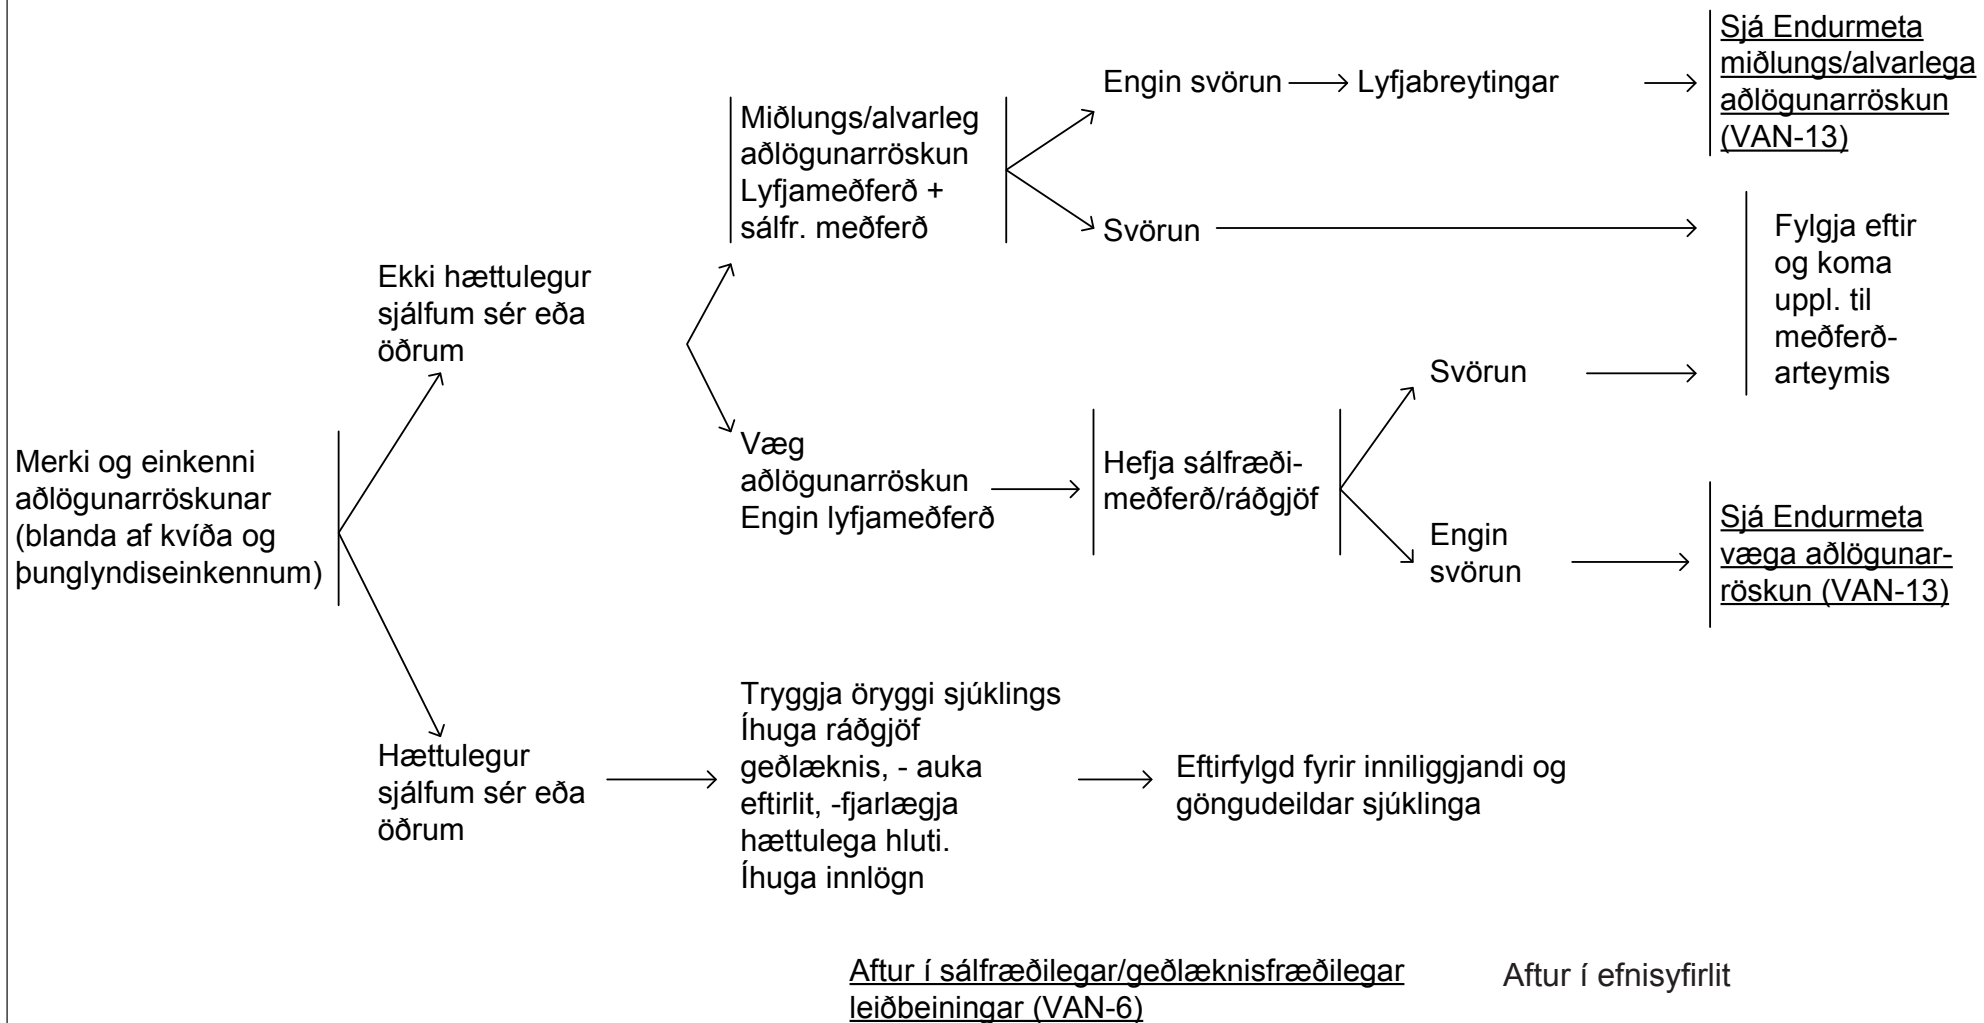 Merki og einkenni
aðlögunarröskunar
(blanda af kvíða og
þunglyndiseinkennum)
Ekki hættulegur
sjálfum sér eða
öðrum
Miðlungs/alvarleg
aðlögunarröskun
Lyfjameðferð +
sálfr. meðferð
Engin svörun
Lyfjabreytingar
Sjá Endurmeta
miðlungs/alvarlega
aðlögunarröskun
(VAN-13)
Svörun
Fylgja eftir
og koma
uppl. til
meðferð-
arteymis
Væg
aðlögunarröskun
Engin lyfjameðferð
Hefja sálfræði-
meðferð/ráðgjöf
Svörun
Engin
svörun
Sjá Endurmeta
væga aðlögunar-
röskun (VAN-13)
Hættulegur
sjálfum sér eða
öðrum
Tryggja öryggi sjúklings
Íhuga ráðgjöf
geðlæknis, - auka
eftirlit, -fjarlægja
hættulega hluti.
Íhuga innlögn
Eftirfylgd fyrir inniliggjandi og
göngudeildar sjúklinga
Aftur í sálfræðilegar/geðlæknisfræðilegar
leiðbeiningar (VAN-6)
Aftur í efnisyfirlit